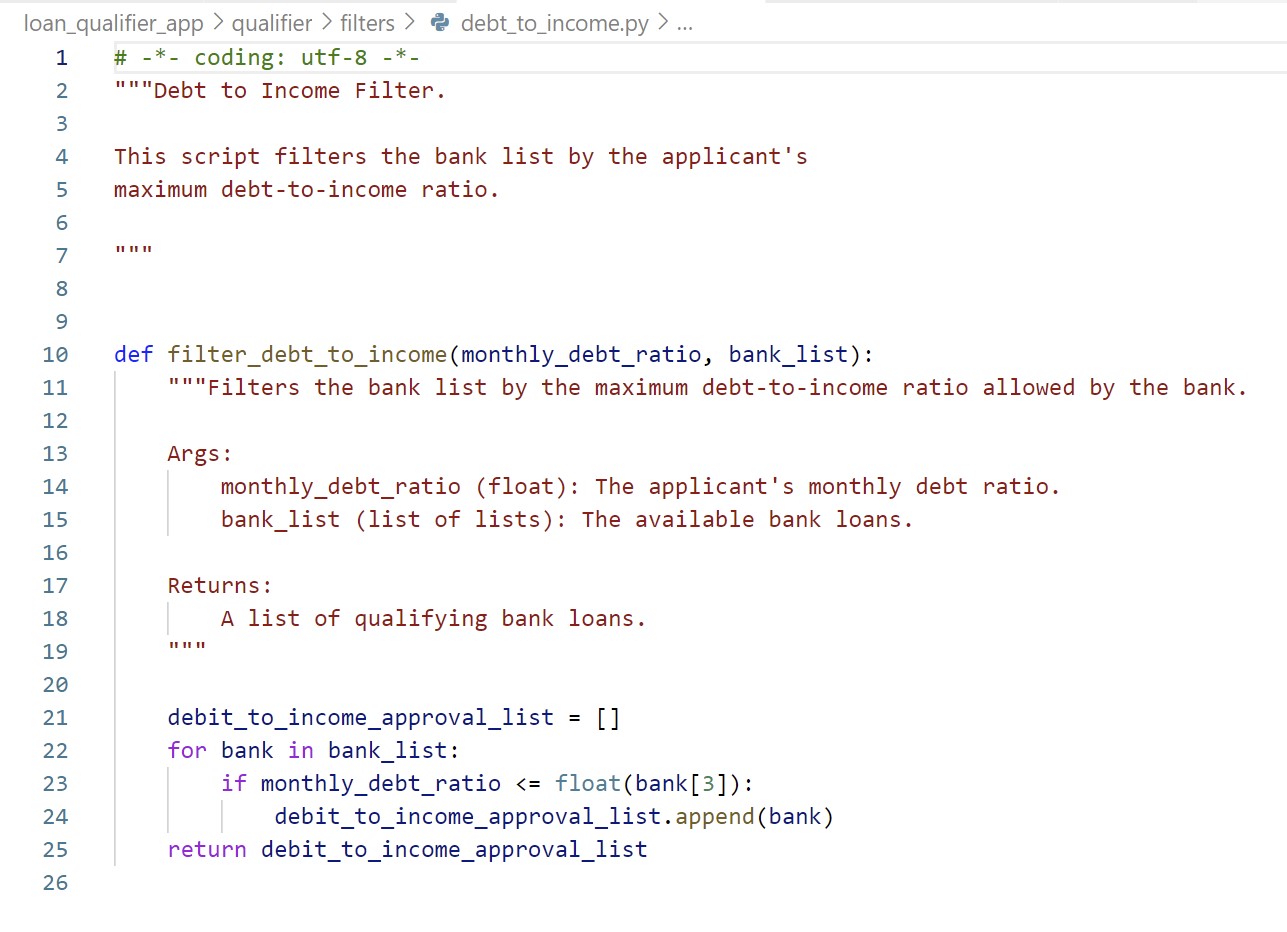 loan_qualifier_app > qualifier > filters > debt_to_income.py > ...
1 # -*- coding: utf-8 -*-
2 """Debt to Income Filter.
3
4 This script filters the bank list by the applicant's
5 maximum debt-to-income ratio.
6
7 """
8
9
10 def filter_debt_to_income(monthly_debt_ratio, bank_list):
11     """Filters the bank list by the maximum debt-to-income ratio allowed by the bank.
12
13     Args:
14         monthly_debt_ratio (float): The applicant's monthly debt ratio.
15         bank_list (list of lists): The available bank loans.
16
17     Returns:
18         A list of qualifying bank loans.
19     """
20
21     debit_to_income_approval_list = []
22     for bank in bank_list:
23         if monthly_debt_ratio <= float(bank[3]):
24             debit_to_income_approval_list.append(bank)
25     return debit_to_income_approval_list
26